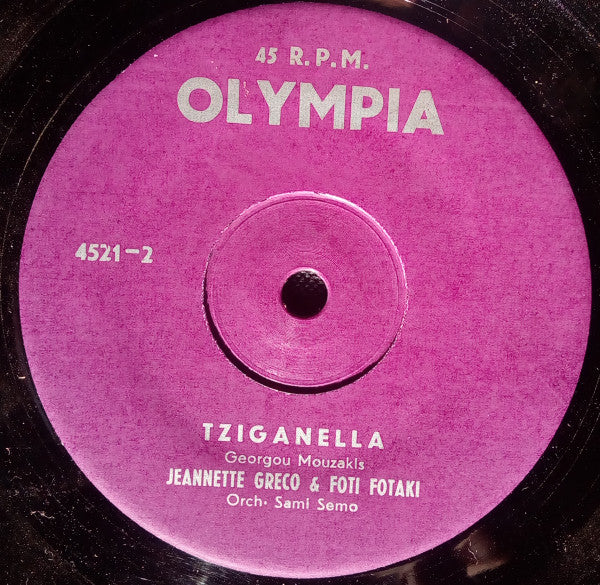 45 R.P.M.
OLYMPIA
4521-2
TZIGANELLA
Georgou Mouzakis
JEANNETTE GRECO & FOTI FOTAKI
Orch· Sami Semo